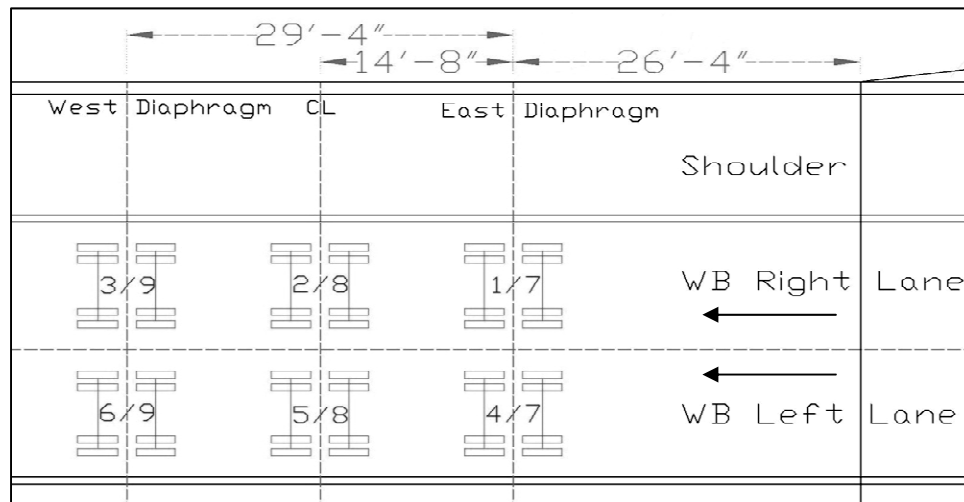 29'-4"
14'-8" 26'-4"
West Diaphragm CL East Diaphragm
Shoulder
3/9 2/8 1/7 WB Right Lane
6/9 5/8 4/7 WB Left Lane